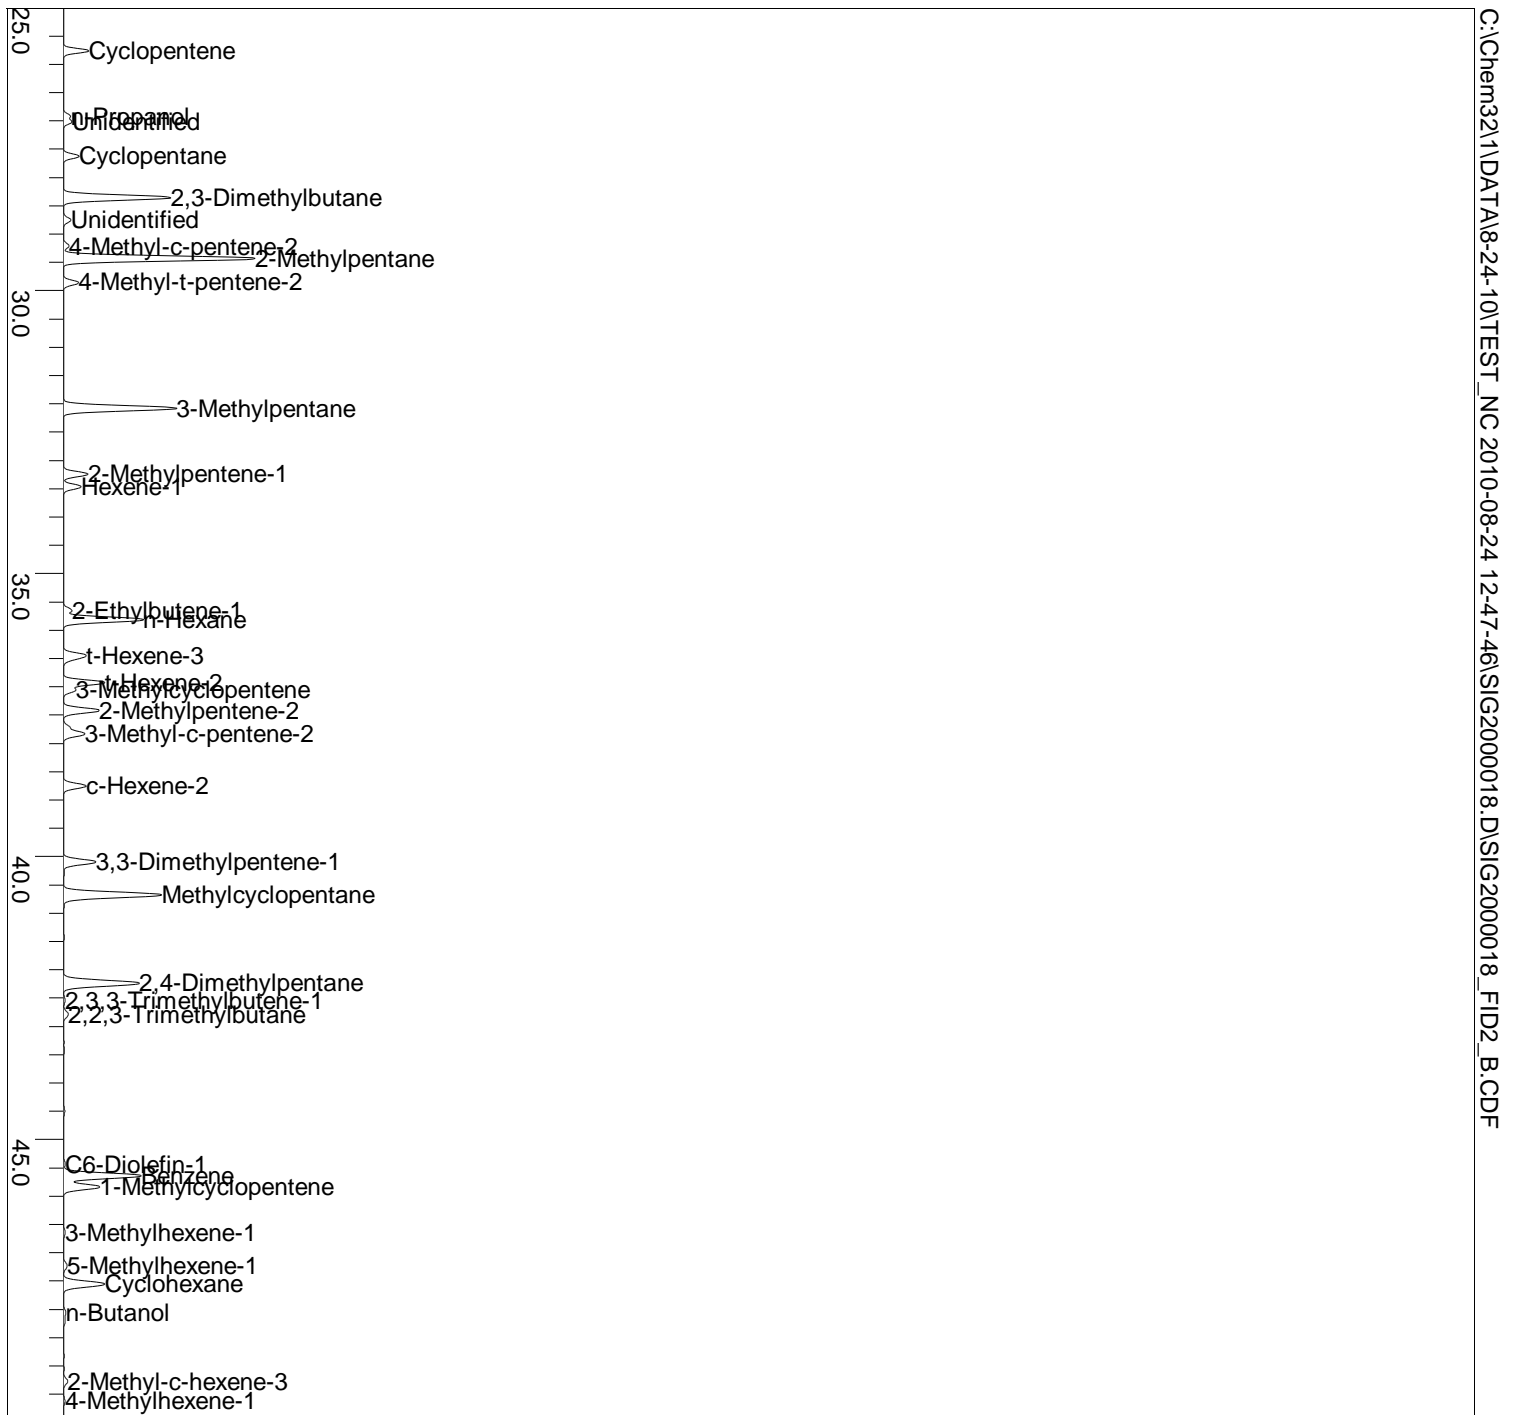 C:\Chem32\1\DATA\8-24-10\TEST_NC 2010-08-24 12-47-46\SIG2000018.D\SIG2000018_FID2_B.CDF
25.0
Cyclopentene
n-Propanol
Unidentified
Cyclopentane
2,3-Dimethylbutane
Unidentified
4-Methyl-c-pentene-2
2-Methylpentane
4-Methyl-t-pentene-2
30.0
3-Methylpentane
2-Methylpentene-1
Hexene-1
35.0
2-Ethylbutene-1
n-Hexane
t-Hexene-3
t-Hexene-2
3-Methylcyclopentene
2-Methylpentene-2
3-Methyl-c-pentene-2
c-Hexene-2
40.0
3,3-Dimethylpentene-1
Methylcyclopentane
2,4-Dimethylpentane
2,3,3-Trimethylbutene-1
2,2,3-Trimethylbutane
45.0
C6-Diolefin-1
Benzene
1-Methylcyclopentene
3-Methylhexene-1
5-Methylhexene-1
Cyclohexane
n-Butanol
2-Methyl-c-hexene-3
4-Methylhexene-1